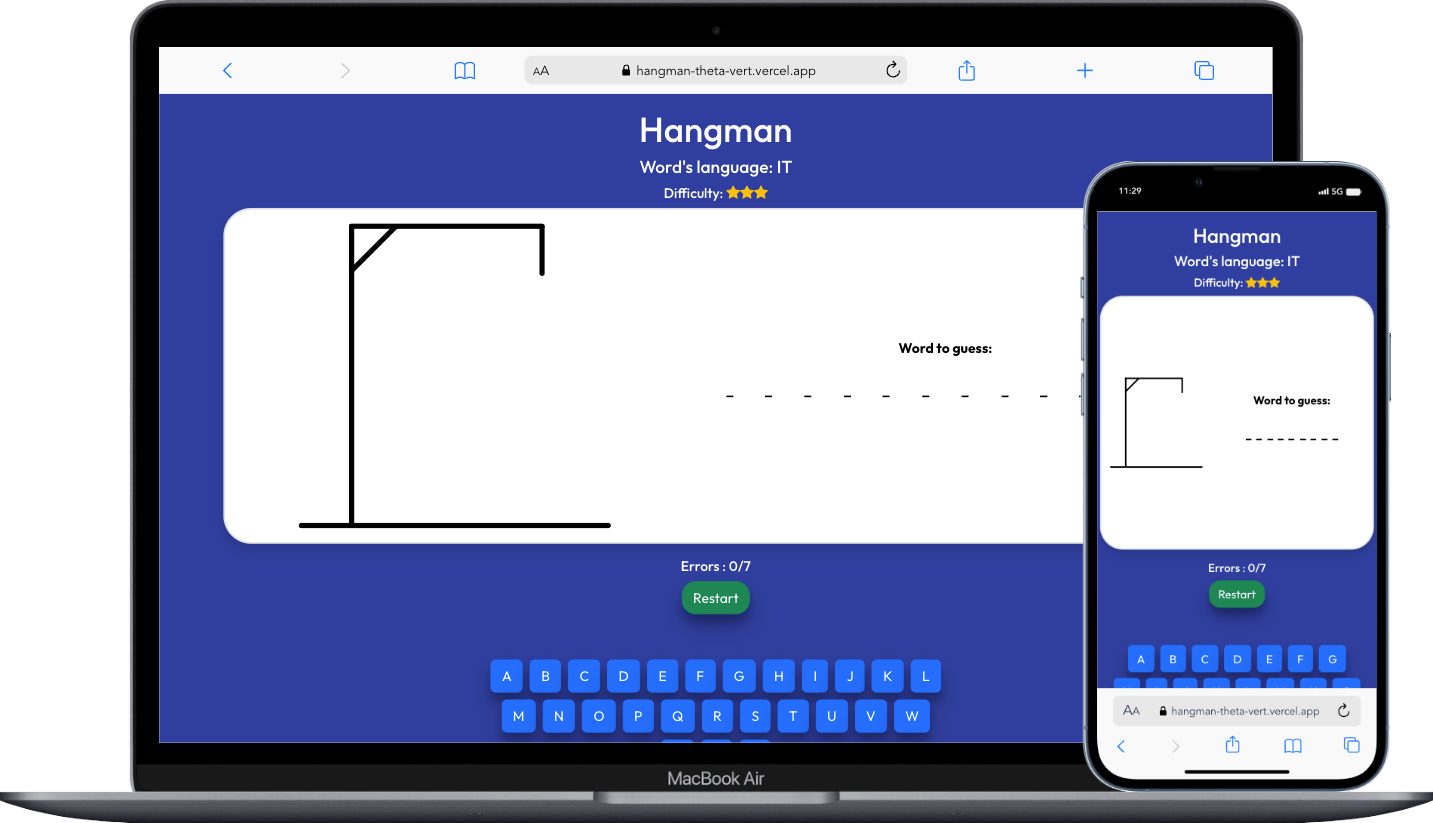 AA hangman-theta-vert.vercel.app
Hangman
Word's language: IT
Difficulty:
Word to guess:
_ _ _ _ _ _ _ _ _
Errors : 0/7
Restart
A B C D E F G H I J K L
M N O P Q R S T U V W
MacBook Air
11:29 5G
Hangman
Word's language: IT
Difficulty:
Word to guess:
_ _ _ _ _ _ _ _ _
Errors : 0/7
Restart
A B C D E F G
AA hangman-theta-vert.vercel.app